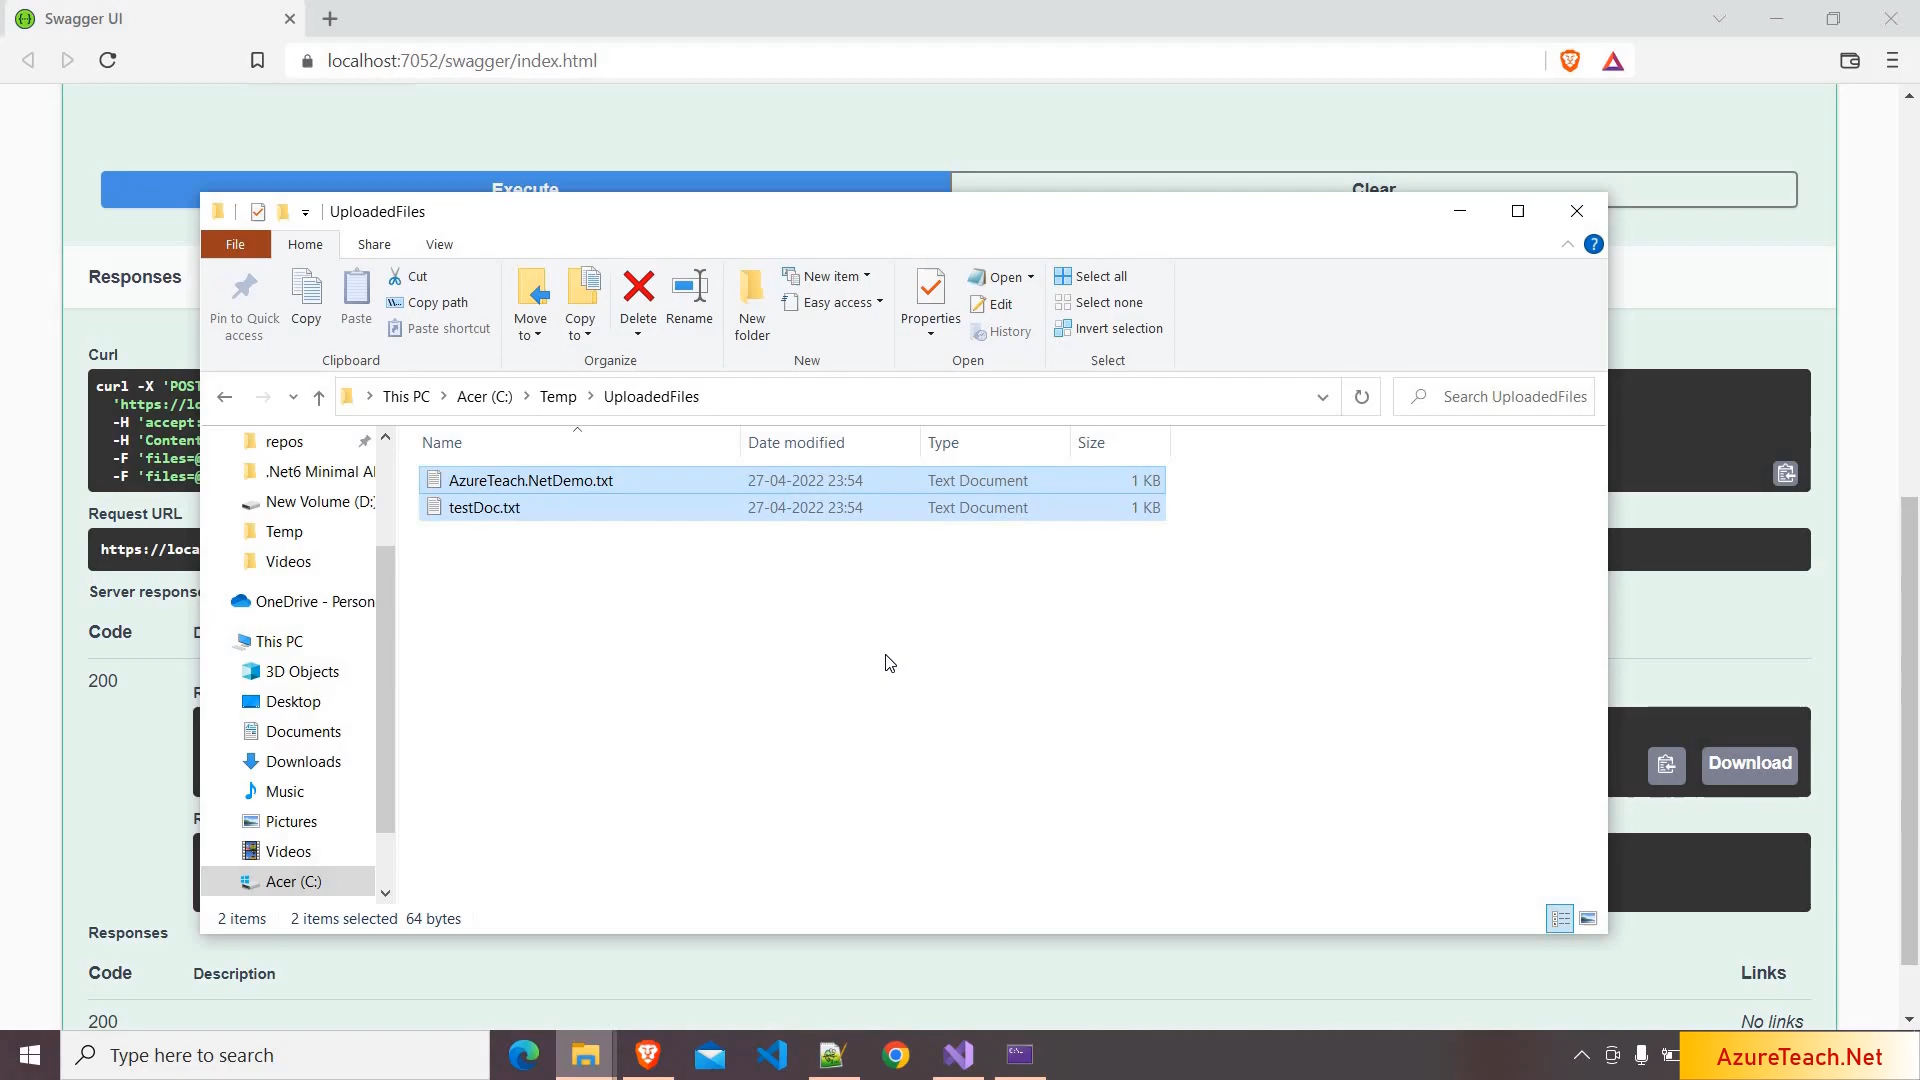 Swagger UI
localhost:7052/swagger/index.html
Execute
Clear
UploadedFiles
File
Home
Share
View
Pin to Quick access
Copy
Paste
Cut
Copy path
Paste shortcut
Move to
Copy to
Delete
Rename
New folder
New item
Easy access
Properties
Open
Edit
History
Select all
Select none
Invert selection
Clipboard
Organize
New
Open
Select
Responses
Curl
curl -X 'POST
'https://lo
-H 'accept:
-H 'Content
-F 'files=@
-F 'files=@
This PC
Acer (C:)
Temp
UploadedFiles
Search UploadedFiles
Name
Date modified
Type
Size
AzureTeach.NetDemo.txt
27-04-2022 23:54
Text Document
1 KB
testDoc.txt
27-04-2022 23:54
Text Document
1 KB
repos
.Net6 Minimal
New Volume (D:
Temp
Videos
OneDrive - Person
This PC
3D Objects
Desktop
Documents
Downloads
Music
Pictures
Videos
Acer (C:)
2 items
2 items selected
64 bytes
Request URL
https://loca
Server response
Code
200
Download
Responses
Code
Description
Links
200
No links
Type here to search
AzureTeach.Net